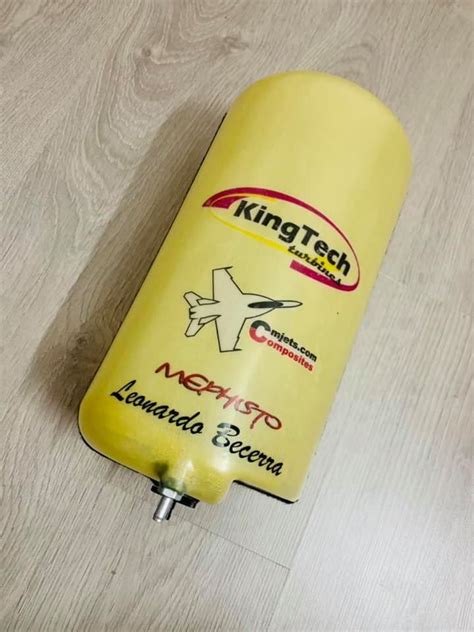 KingTech
turbines
Cmjets.com
Composites
MEPHISTO
Leonardo Becerra